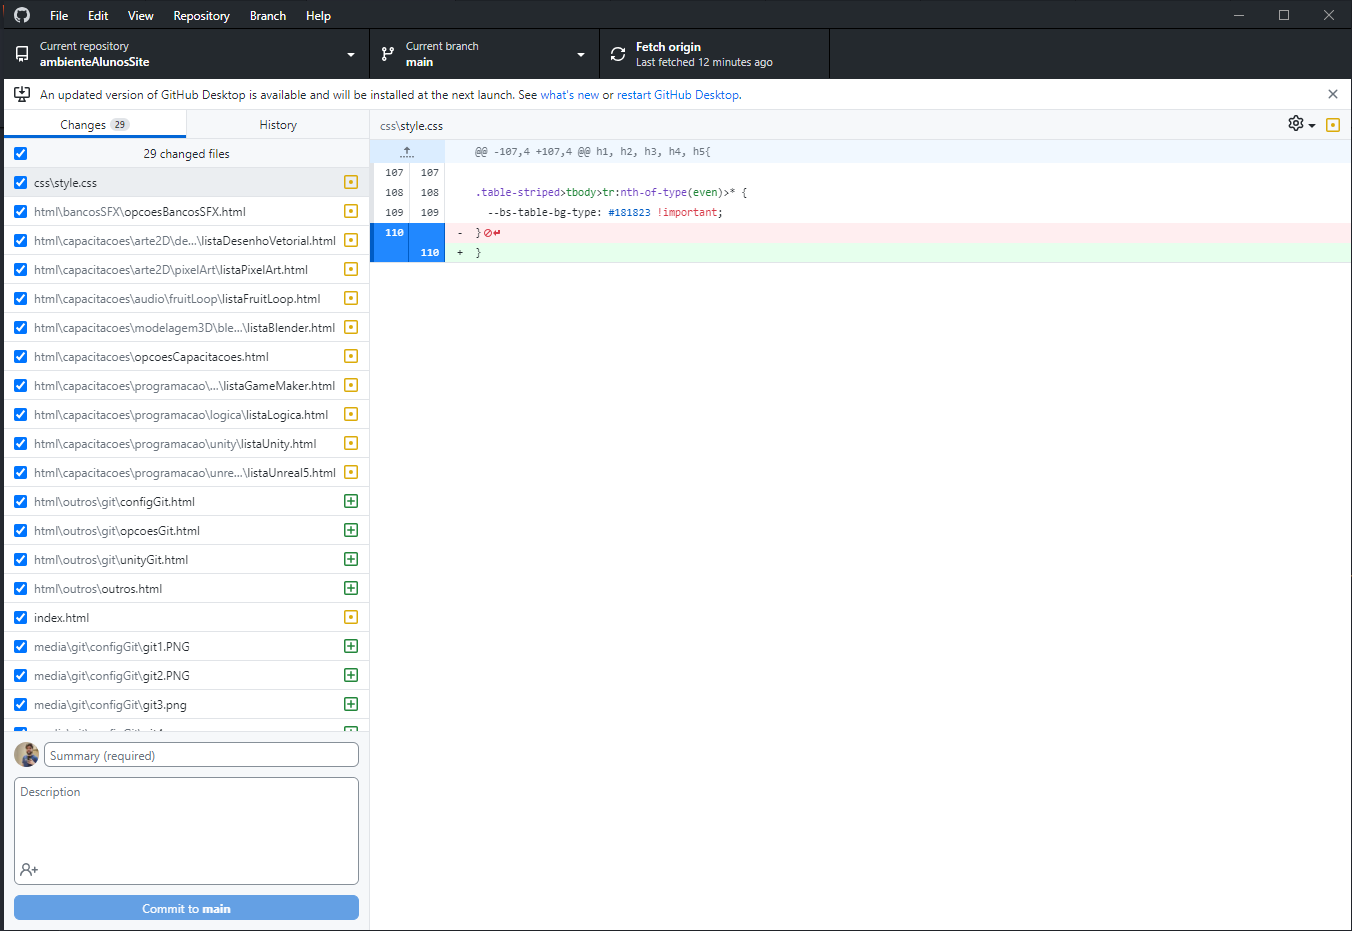 File Edit View Repository Branch Help
Current repository
ambienteAlunosSite
Current branch
main
Fetch origin
Last fetched 12 minutes ago
An updated version of GitHub Desktop is available and will be installed at the next launch. See what's new or restart GitHub Desktop.
Changes 29
History
css\style.css
29 changed files
css\style.css
html\bancosSFX\opcoesBancosSFX.html
html\capacitacoes\arte2D\de...\listaDesenhoVetorial.html
html\capacitacoes\arte2D\pixelArt\listaPixelArt.html
html\capacitacoes\audio\fruitLoop\listaFruitLoop.html
html\capacitacoes\modelagem3D\ble...\listaBlender.html
html\capacitacoes\opcoesCapacitacoes.html
html\capacitacoes\programacao\...\listaGameMaker.html
html\capacitacoes\programacao\logica\listaLogica.html
html\capacitacoes\programacao\unity\listaUnity.html
html\capacitacoes\programacao\unre...\listaUnreal5.html
html\outros\git\configGit.html
html\outros\git\opcoesGit.html
html\outros\git\unityGit.html
html\outros\outros.html
index.html
media\git\configGit\git1.PNG
media\git\configGit\git2.PNG
media\git\configGit\git3.png
Summary (required)
Description
Commit to main
@@ -107,4 +107,4 @@ h1, h2, h3, h4, h5{
107 107
108 108 .table-striped>tbody>tr:nth-of-type(even)>* {
109 109 --bs-table-bg-type: #181823 !important;
110 - }
110 + }